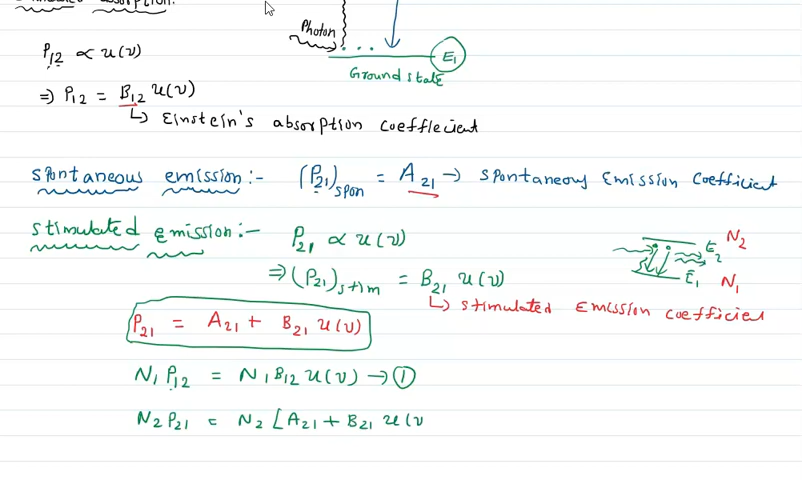 Photon
P12 ∝ u(ν)
E1
Ground state
⇒ P12 = B12 u(ν)
↳ Einstein's absorption coeffiecient
spontaneous emission :- (P21)spon = A21 → spontaneous Emission coefficient
stimulated Emission :- P21 ∝ u(ν)
N2
E2
⇒ (P21)stim = B21 u(ν)
E1 N1
↳ stimulated Emission coefficient
P21 = A21 + B21 u(ν)
N1 P12 = N1 B12 u(ν) → ①
N2 P21 = N2 [A21 + B21 u(ν